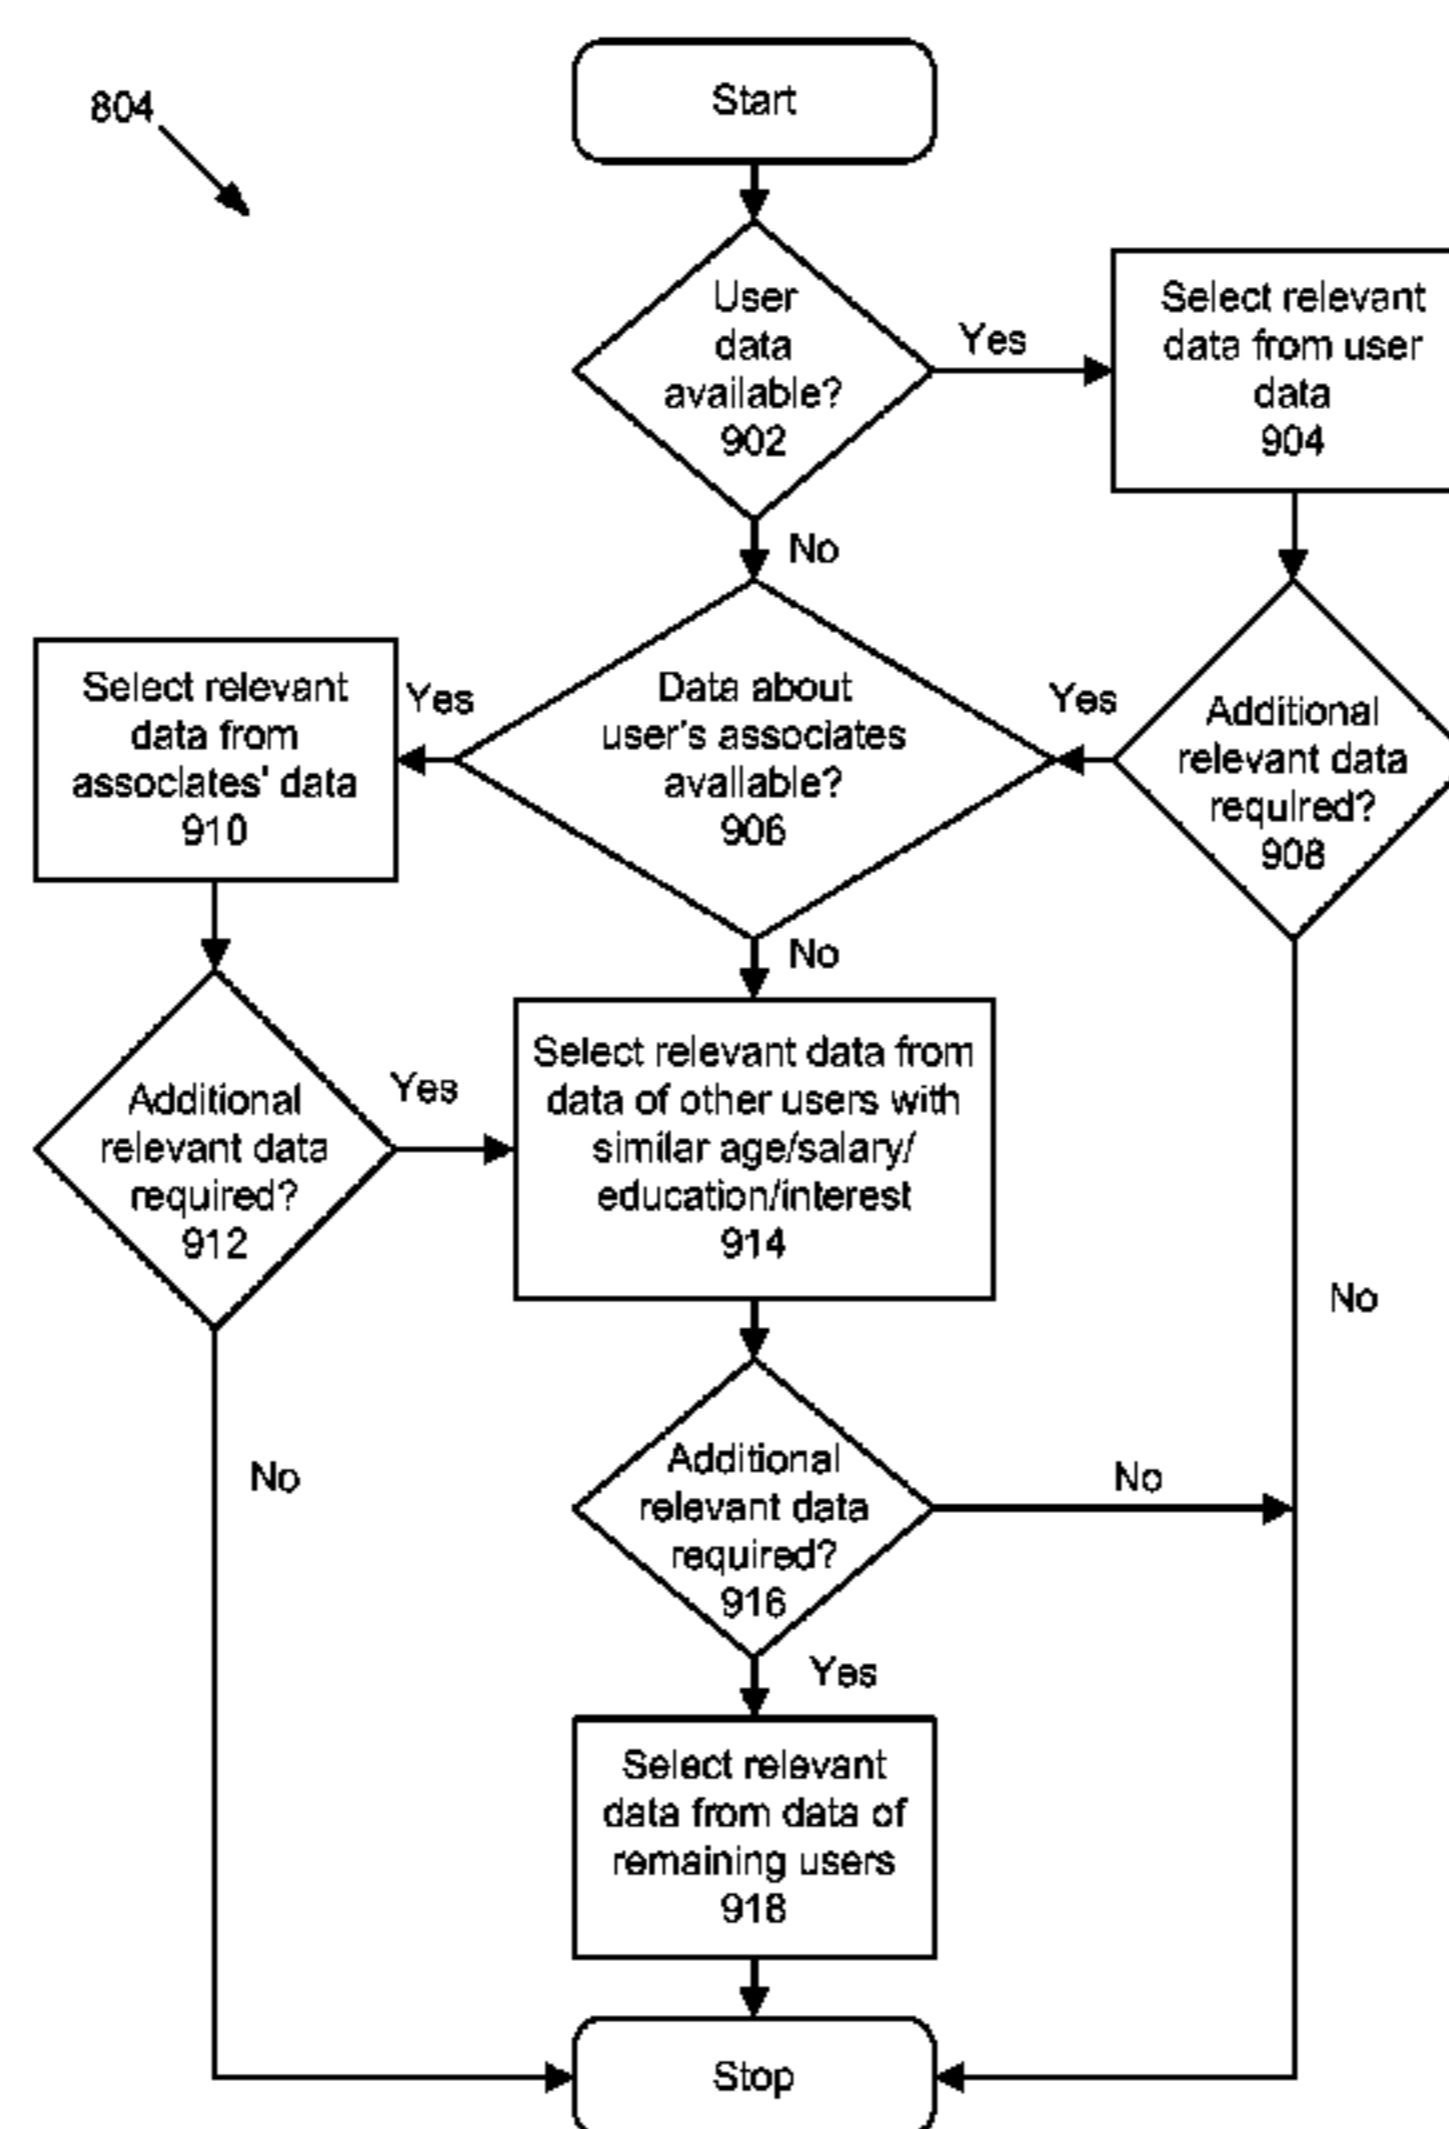 804
Start
User
data
available?
902
Yes
Select relevant
data from user
data
904
No
Select relevant
data from
associates' data
910
Yes
Data about
user's associates
available?
906
Yes
Additional
relevant data
required?
908
No
Additional
relevant data
required?
912
Yes
Select relevant data from
data of other users with
similar age/salary/
education/interest
914
No
No
Additional
relevant data
required?
916
No
Yes
Select relevant
data from data of
remaining users
918
Stop